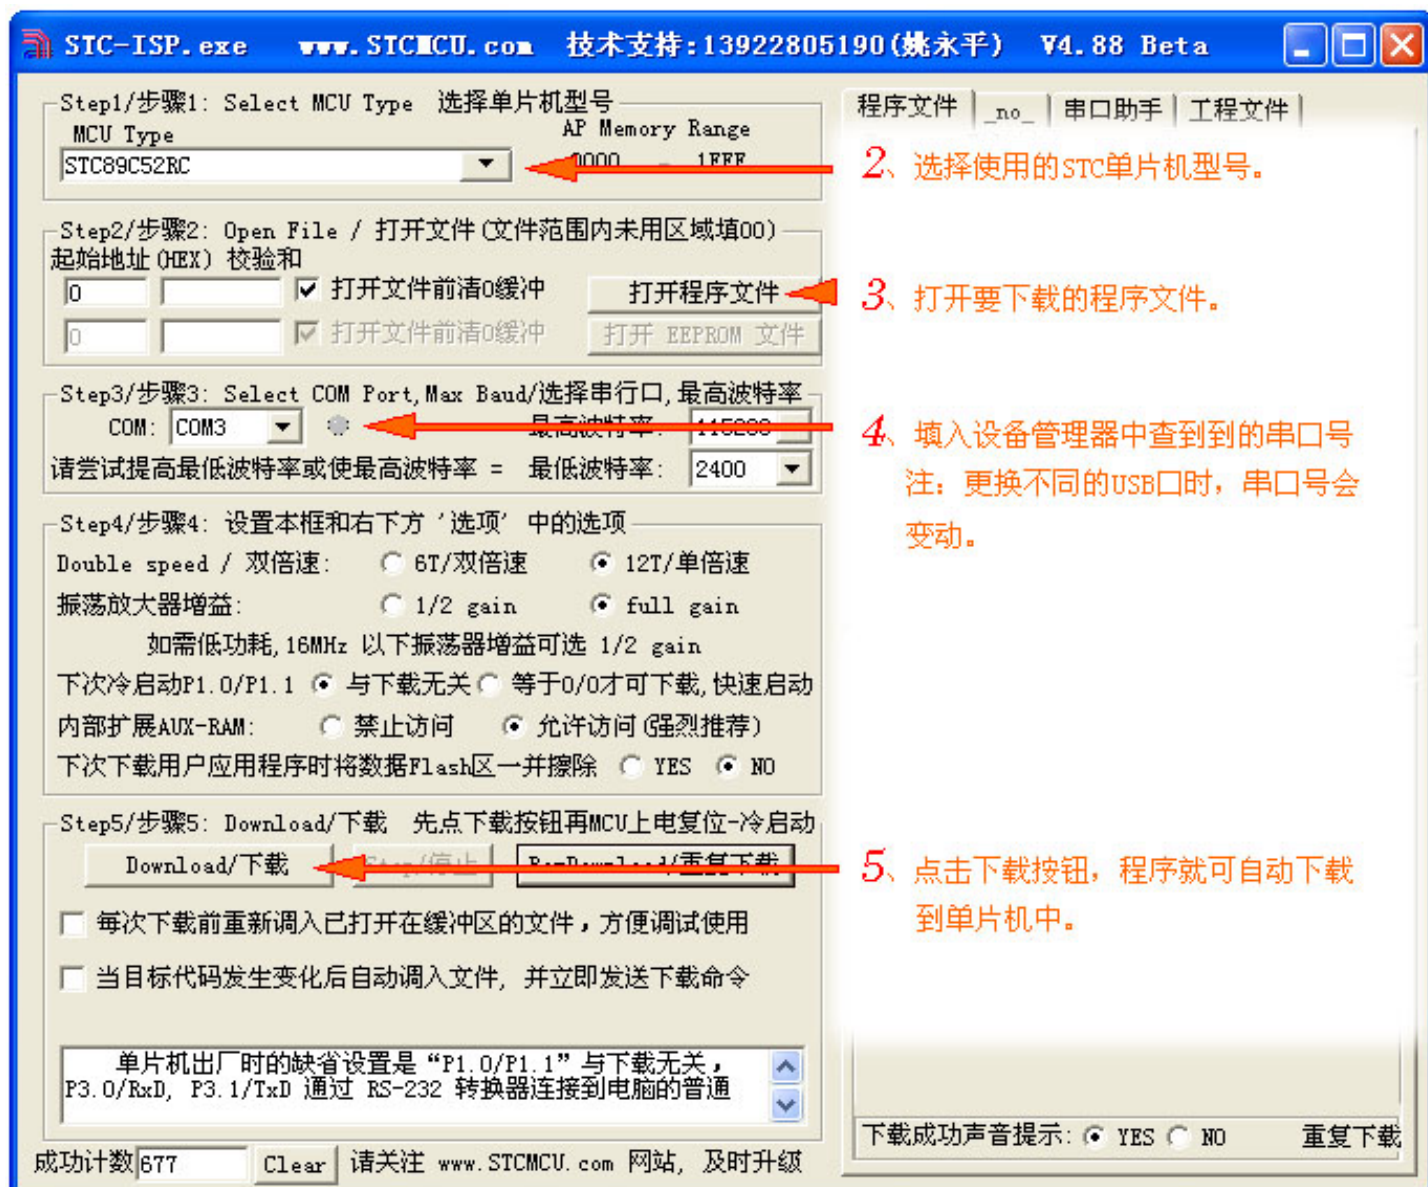 STC-ISP.exe www.STCMCU.com 技术支持:13922805190(姚永平) V4.88 Beta
Step1/步骤1: Select MCU Type 选择单片机型号
MCU Type AP Memory Range
STC89C52RC 0000 - 1FFF
Step2/步骤2: Open File / 打开文件(文件范围内未用区域填00)
起始地址(HEX) 校验和
0 打开文件前清0缓冲 打开程序文件
0 打开文件前清0缓冲 打开 EEPROM 文件
Step3/步骤3: Select COM Port,Max Baud/选择串行口,最高波特率
COM: COM3 最高波特率: 115200
请尝试提高最低波特率或使最高波特率 = 最低波特率: 2400
Step4/步骤4: 设置本框和右下方 '选项' 中的选项
Double speed / 双倍速: 6T/双倍速 12T/单倍速
振荡放大器增益: 1/2 gain full gain
如需低功耗,16MHz 以下振荡器增益可选 1/2 gain
下次冷启动P1.0/P1.1 与下载无关 等于0/0才可下载,快速启动
内部扩展AUX-RAM: 禁止访问 允许访问(强烈推荐)
下次下载用户应用程序时将数据Flash区一并擦除 YES NO
Step5/步骤5: Download/下载 先点下载按钮再MCU上电复位-冷启动
Download/下载 Stop/停止 Re-Download/重复下载
每次下载前重新调入已打开在缓冲区的文件，方便调试使用
当目标代码发生变化后自动调入文件, 并立即发送下载命令
单片机出厂时的缺省设置是“P1.0/P1.1”与下载无关，
P3.0/RxD, P3.1/TxD 通过 RS-232 转换器连接到电脑的普通
成功计数 677 Clear 请关注 www.STCMCU.com 网站, 及时升级
程序文件 _no_ 串口助手 工程文件
2、选择使用的STC单片机型号。
3、打开要下载的程序文件。
4、填入设备管理器中查到到的串口号
注：更换不同的USB口时，串口号会
变动。
5、点击下载按钮，程序就可自动下载
到单片机中。
下载成功声音提示: YES NO 重复下载